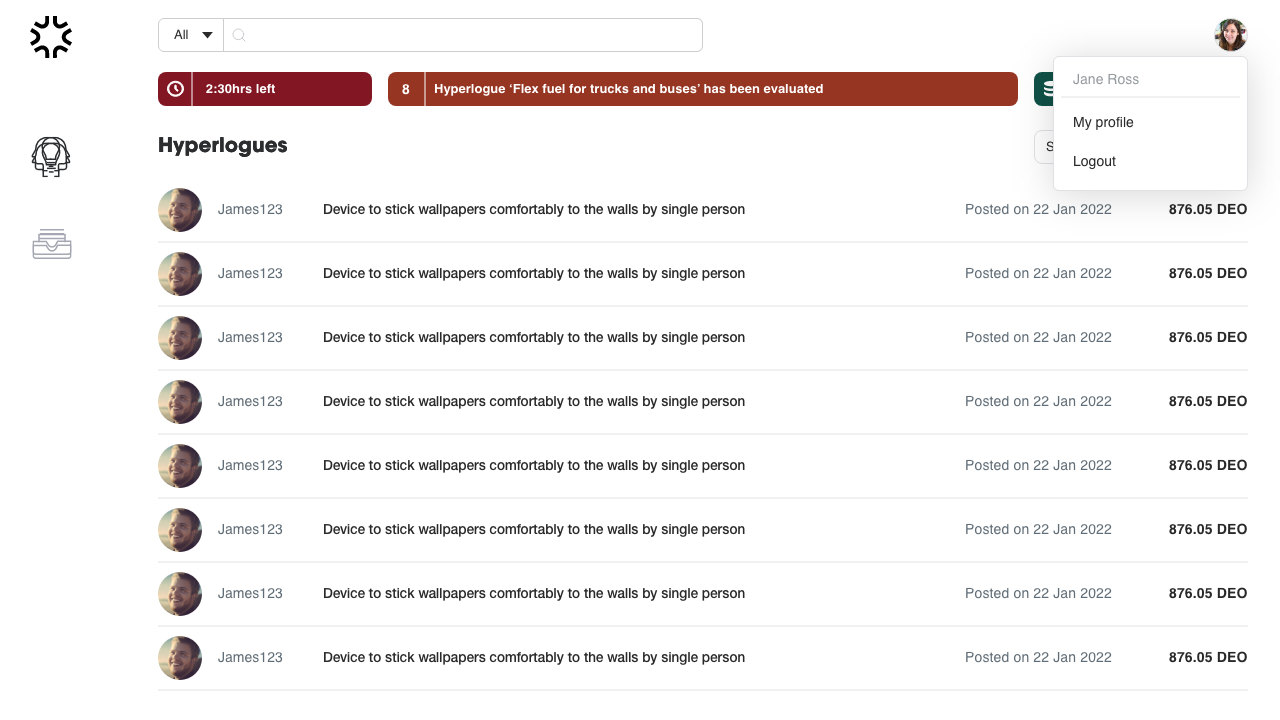 All
2:30hrs left
8 Hyperlogue ‘Flex fuel for trucks and buses’ has been evaluated
Jane Ross
My profile
Logout
Hyperlogues
S
James123 Device to stick wallpapers comfortably to the walls by single person Posted on 22 Jan 2022 876.05 DEO
James123 Device to stick wallpapers comfortably to the walls by single person Posted on 22 Jan 2022 876.05 DEO
James123 Device to stick wallpapers comfortably to the walls by single person Posted on 22 Jan 2022 876.05 DEO
James123 Device to stick wallpapers comfortably to the walls by single person Posted on 22 Jan 2022 876.05 DEO
James123 Device to stick wallpapers comfortably to the walls by single person Posted on 22 Jan 2022 876.05 DEO
James123 Device to stick wallpapers comfortably to the walls by single person Posted on 22 Jan 2022 876.05 DEO
James123 Device to stick wallpapers comfortably to the walls by single person Posted on 22 Jan 2022 876.05 DEO
James123 Device to stick wallpapers comfortably to the walls by single person Posted on 22 Jan 2022 876.05 DEO